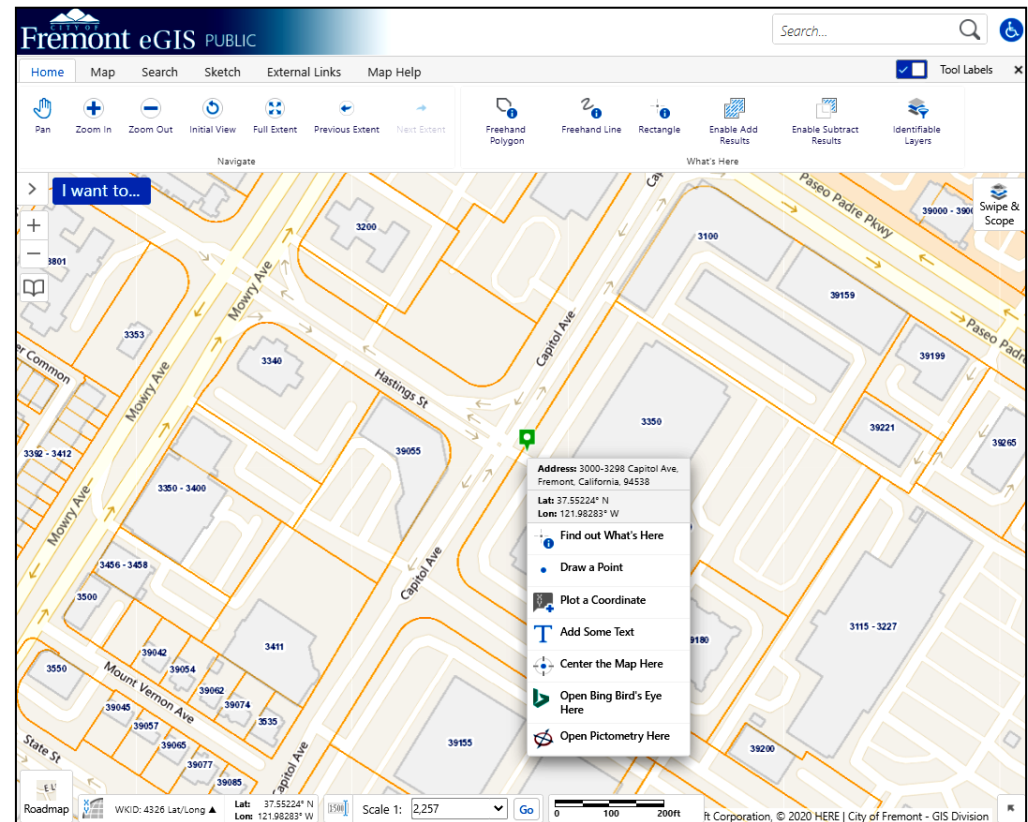 CITY OF
Fremont eGIS PUBLIC
Search...
Home Map Search Sketch External Links Map Help
Tool Labels
Pan
Zoom In
Zoom Out
Initial View
Full Extent
Previous Extent
Next Extent
Freehand
Polygon
Freehand Line
Rectangle
Enable Add
Results
Enable Subtract
Results
Identifiable
Layers
Navigate
What's Here
I want to...
Swipe &
Scope
Paseo Padre Pkwy
39000 - 390
3200
3100
3801
Mowry Ave
39159
Capitol Ave
Paseo Padre
3353
39199
3340
Common
Hastings St
Mowry Ave
3350
39221
39265
39055
3392 - 3412
Address: 3000-3298 Capitol Ave,
Fremont, California, 94538
Lat: 37.55224° N
Lon: 121.98283° W
Find out What's Here
Draw a Point
Plot a Coordinate
Add Some Text
Center the Map Here
Open Bing Bird's Eye
Here
Open Pictometry Here
3350 - 3400
Mowry Ave
3456 - 3458
Capitol Ave
3500
3115 - 3227
9180
3411
39042
39054
3550
Mount Vernon Ave
39062
39074
39045
3535
39057
39065
State St
39155
39200
39077
39085
Capitol Ave
Roadmap
WKID: 4326 Lat/Long
Lat: 37.55224° N
Lon: 121.98283° W
1500
Scale 1: 2,257
Go
0 100 200ft
ft Corporation, © 2020 HERE | City of Fremont - GIS Division